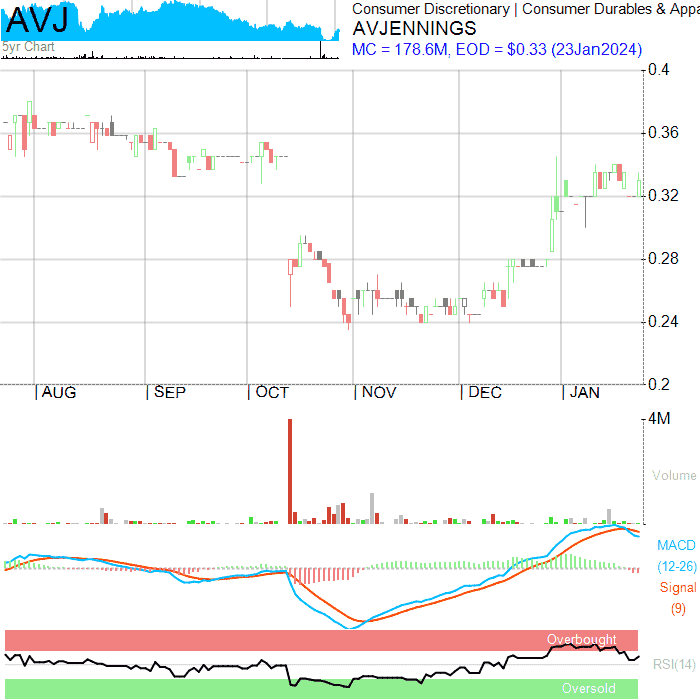 AVJ
5yr Chart
Consumer Discretionary | Consumer Durables & Appa
AVJENNINGS
MC = 178.6M, EOD = $0.33 (23Jan2024)
0.4
0.36
0.32
0.28
0.24
0.2
|AUG |SEP |OCT |NOV |DEC |JAN
4M
Volume
MACD
(12-26)
Signal
(9)
Overbought
RSI(14)
Oversold